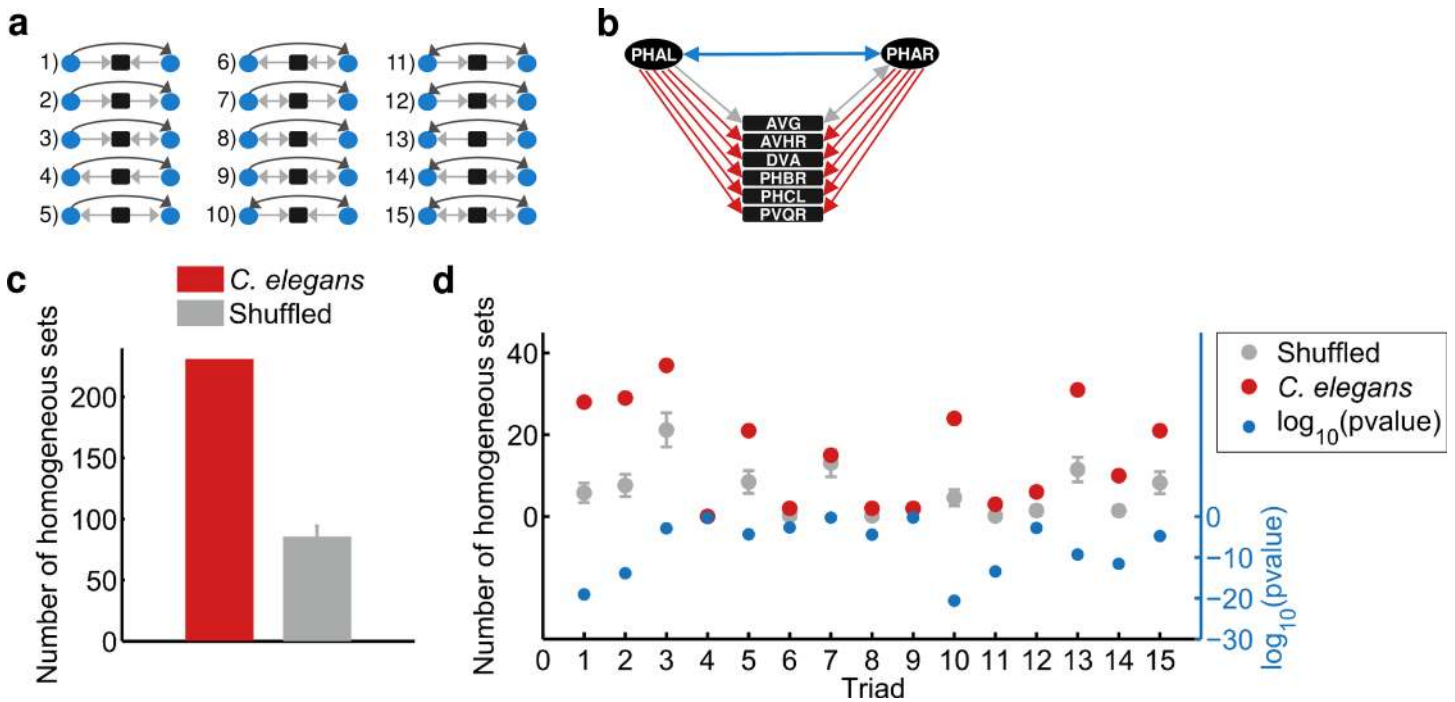 a
1)
2)
3)
4)
5)
6)
7)
8)
9)
10)
11)
12)
13)
14)
15)
b
PHAL
PHAR
AVG
AVHR
DVA
PHBR
PHCL
PVQR
c
C. elegans
Shuffled
Number of homogeneous sets
200
150
100
50
0
d
Number of homogeneous sets
40
20
0
0
−10
−20
−30
log10(pvalue)
0 1 2 3 4 5 6 7 8 9 10 11 12 13 14 15
Triad
Shuffled
C. elegans
log10(pvalue)